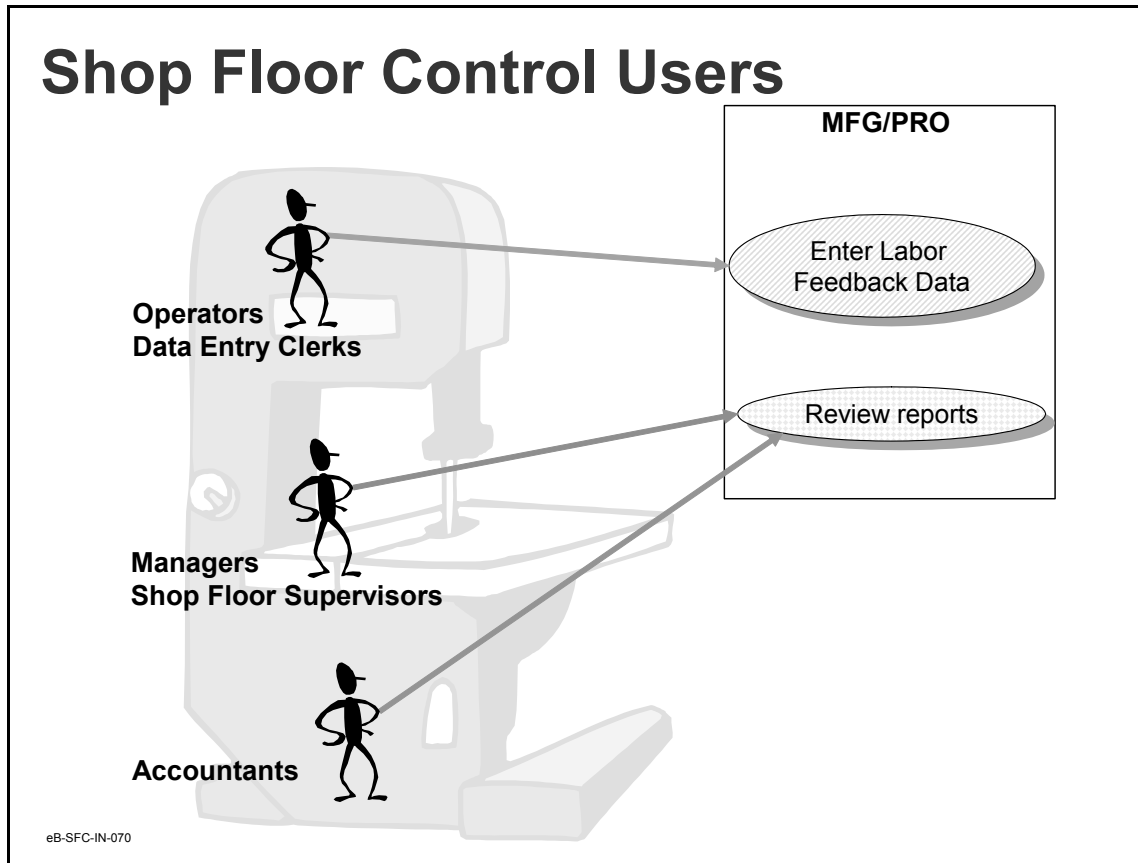 Shop Floor Control Users
MFG/PRO
Enter Labor
Feedback Data
Operators
Data Entry Clerks
Review reports
Managers
Shop Floor Supervisors
Accountants
eB-SFC-IN-070